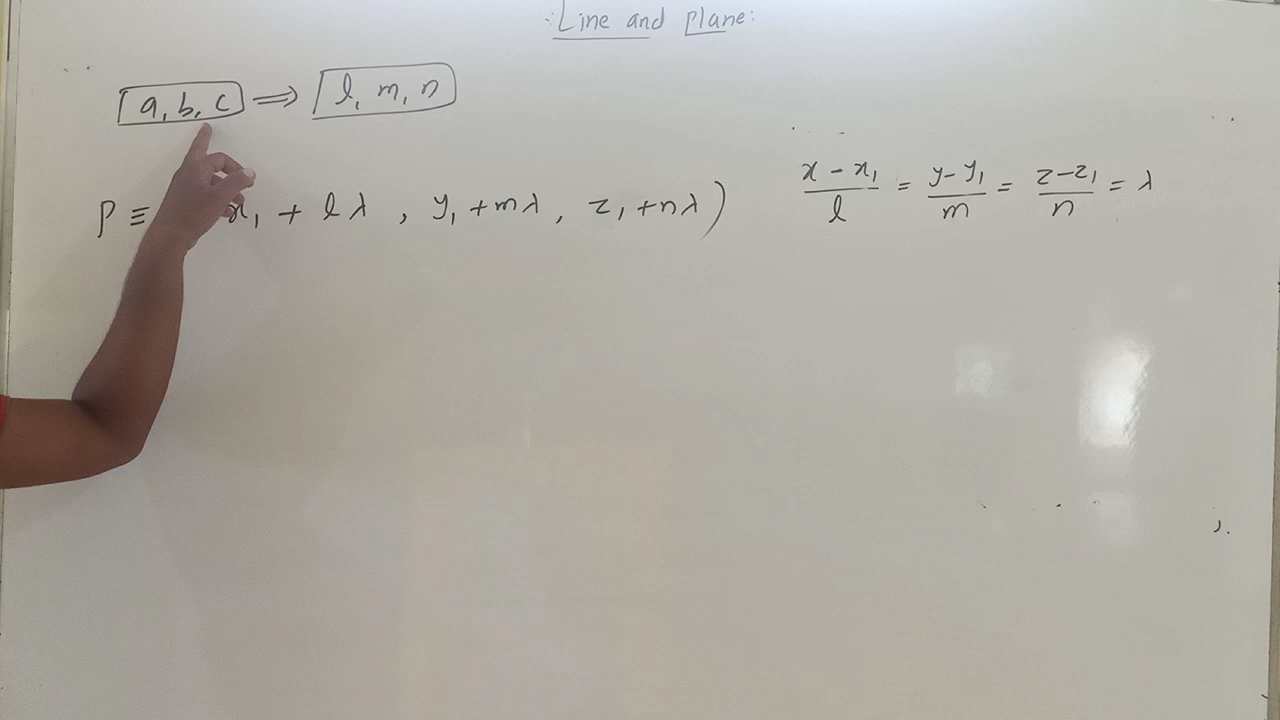 :Line and plane:
a, b, c ⟹ l, m, n
P ≡ x₁ + lλ , y₁ + mλ , z₁ + nλ)
(x - x₁)/l = (y - y₁)/m = (z - z₁)/n = λ